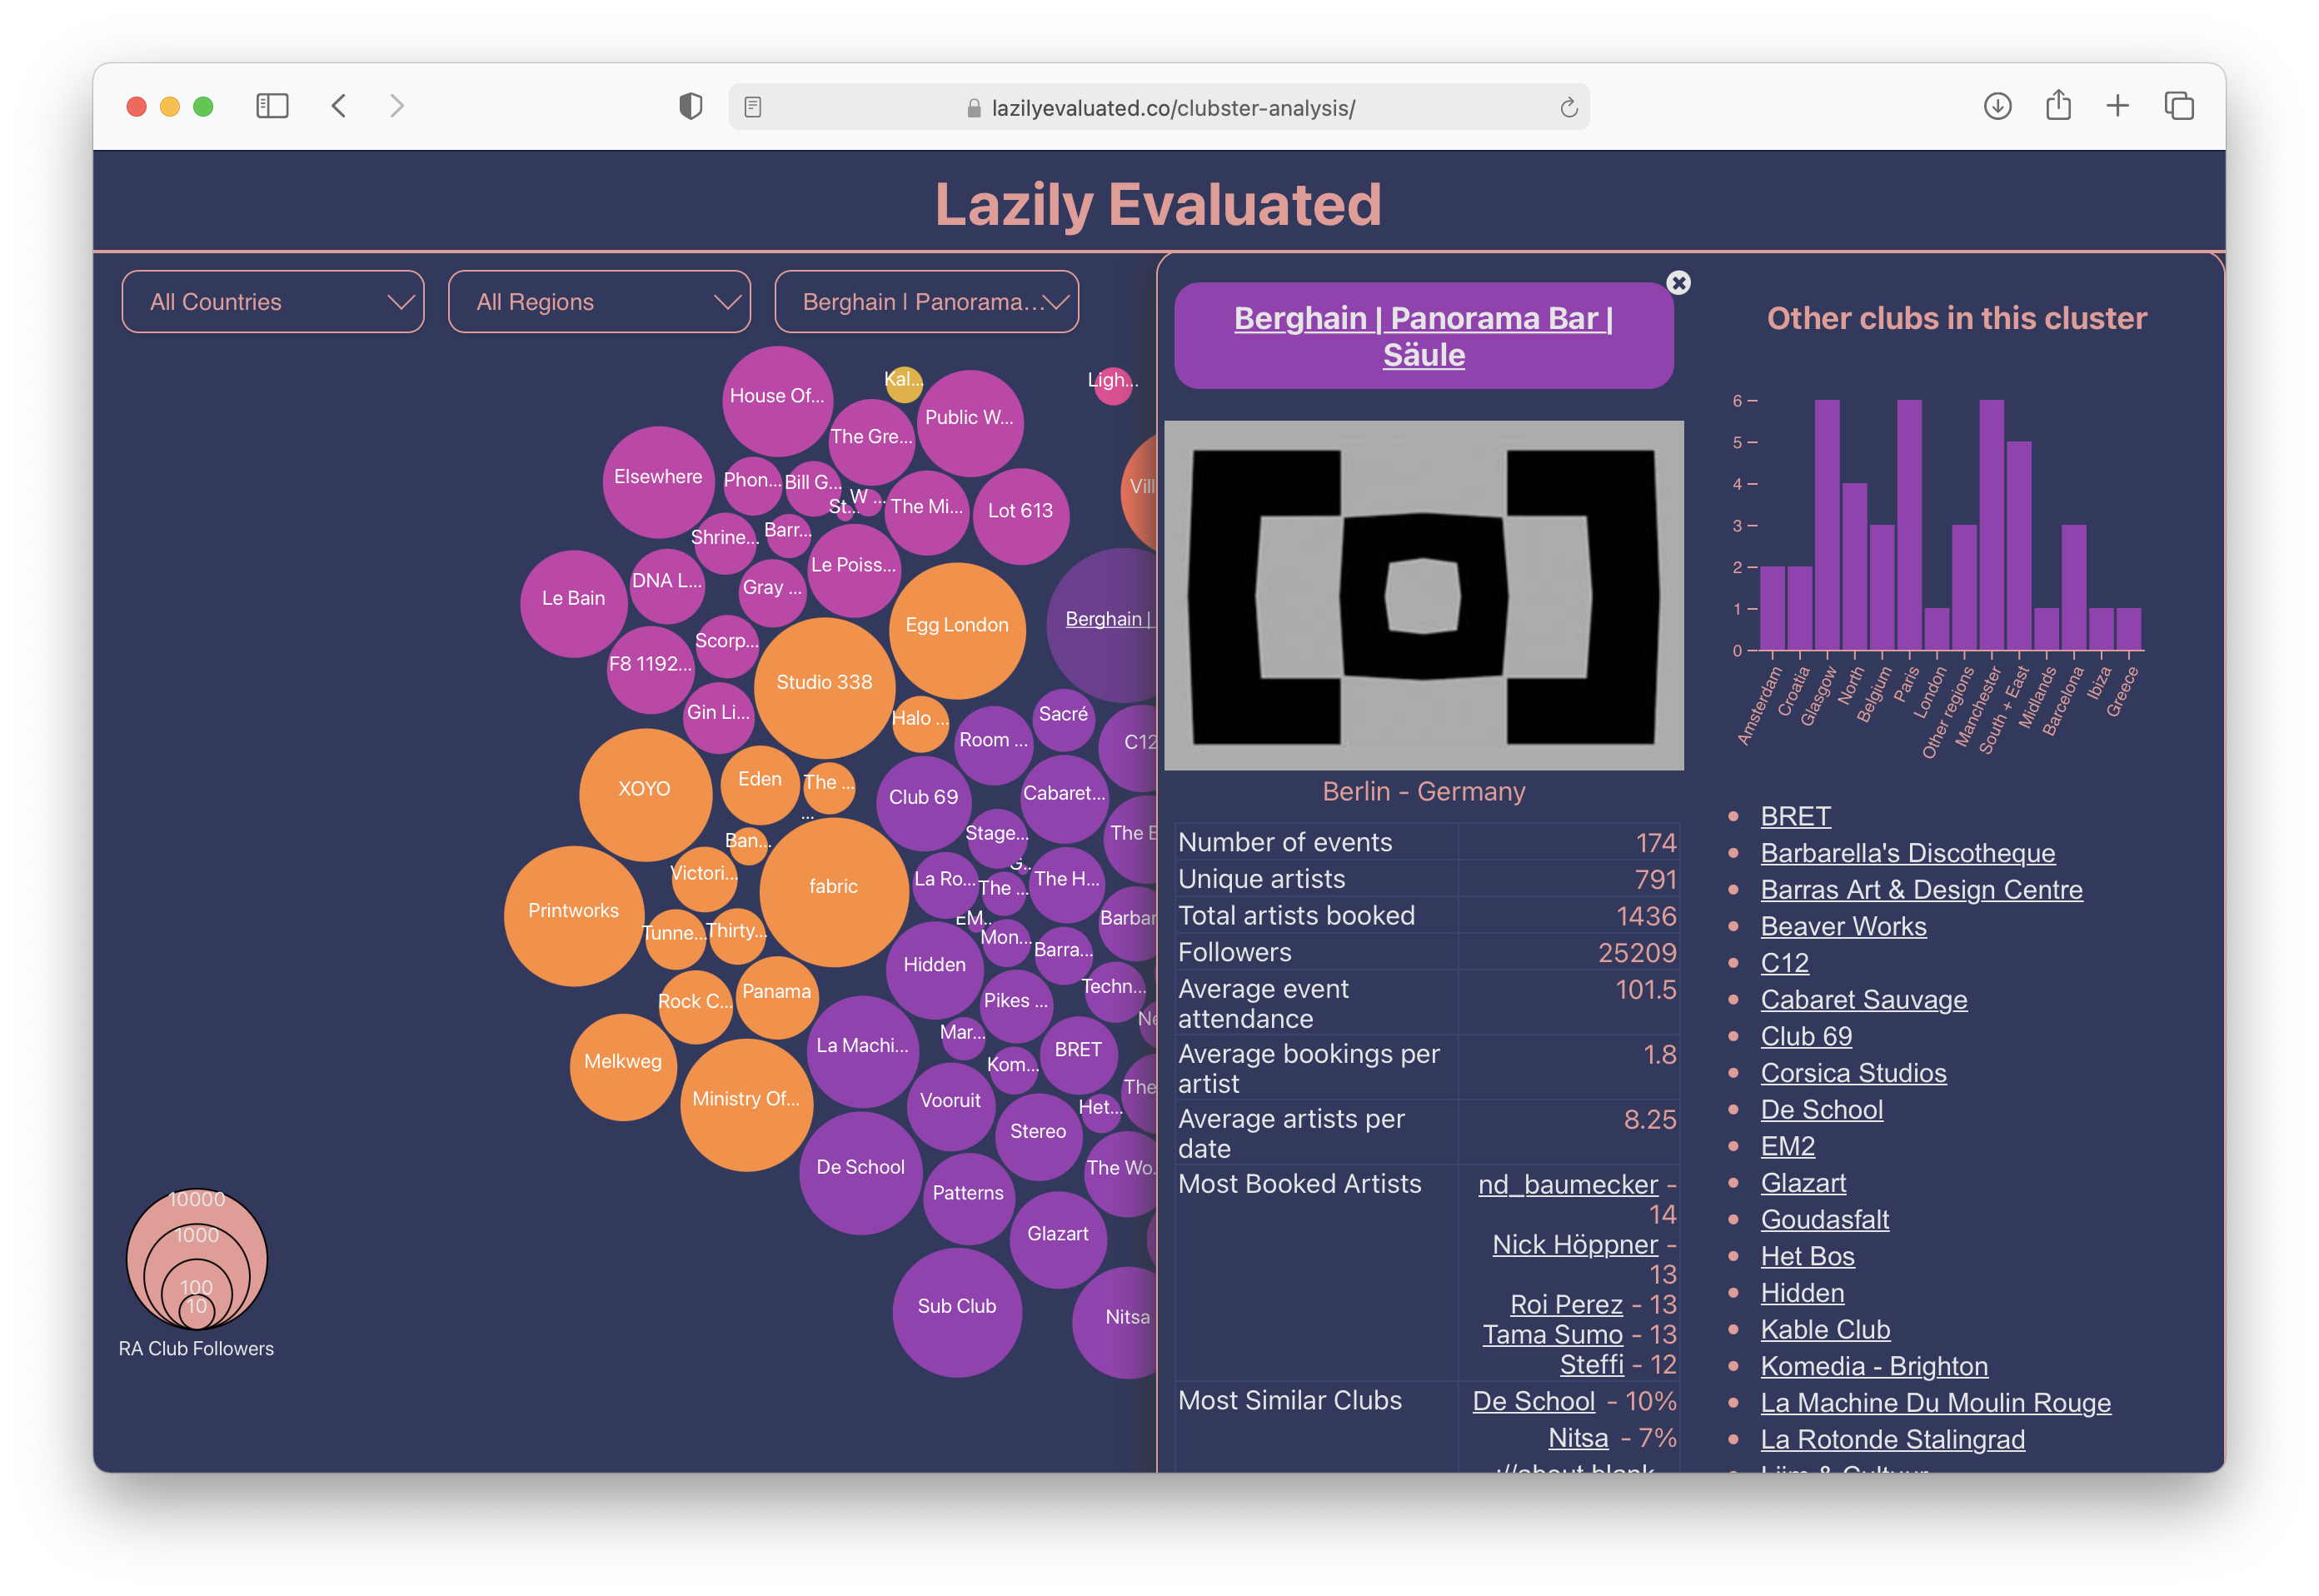 lazilyevaluated.co/clubster-analysis/
Lazily Evaluated
All Countries
All Regions
Berghain | Panorama...
House Of...
Kal...
Public W...
Ligh...
The Gre...
Elsewhere
Phon...
Bill G...
St...
W ...
The Mi...
Lot 613
Vill
Shrine...
Barr...
Le Bain
DNA L...
Gray ...
Le Poiss...
Egg London
Berghain |
F8 1192...
Scorp...
Studio 338
Gin Li...
Halo ...
Room ...
Sacré
C12
XOYO
Eden
The ...
...
Club 69
Cabaret...
Ban...
Stage...
The E
Victori...
fabric
La Ro...
The ...
G...
The H...
Printworks
Tunne...
Thirty...
EM...
Mon...
Barra...
Barbar
Hidden
Rock C...
Panama
Pikes ...
Techn...
Ne
Melkweg
La Machi...
Mar...
BRET
Kom...
Ministry Of...
Vooruit
The
Het...
Stereo
De School
Patterns
The Wo.
Glazart
Sub Club
Nitsa
10000
1000
100
10
RA Club Followers
Berghain | Panorama Bar |
Säule
Berlin - Germany
Number of events 174
Unique artists 791
Total artists booked 1436
Followers 25209
Average event
attendance 101.5
Average bookings per
artist 1.8
Average artists per
date 8.25
Most Booked Artists nd_baumecker -
14
Nick Höppner -
13
Roi Perez - 13
Tama Sumo - 13
Steffi - 12
Most Similar Clubs De School - 10%
Nitsa - 7%
Other clubs in this cluster
6
5
4
3
2
1
0
Amsterdam
Croatia
Glasgow
North
Belgium
Paris
London
Other regions
Manchester
South + East
Midlands
Barcelona
Ibiza
Greece
BRET
Barbarella's Discotheque
Barras Art & Design Centre
Beaver Works
C12
Cabaret Sauvage
Club 69
Corsica Studios
De School
EM2
Glazart
Goudasfalt
Het Bos
Hidden
Kable Club
Komedia - Brighton
La Machine Du Moulin Rouge
La Rotonde Stalingrad